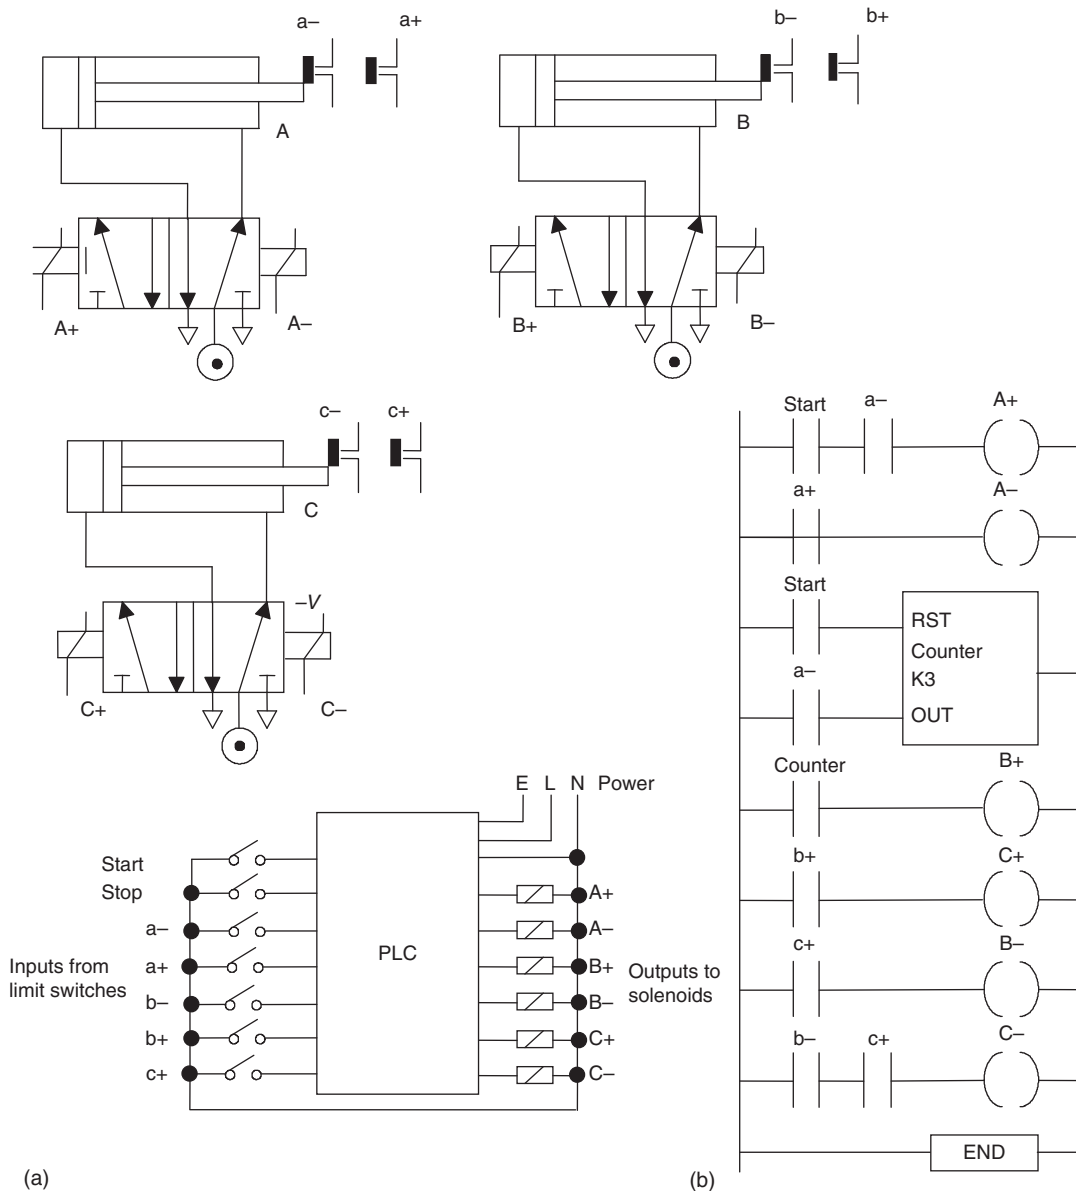 a– a+
A
A+ A–
b– b+
B
B+ B–
c– c+
C
–V
C+ C–
E L N Power
Start
Stop
a–
a+
b–
b+
c+
Inputs from
limit switches
PLC
A+
A–
B+
B–
C+
C–
Outputs to
solenoids
(a)
Start a– A+
a+ A–
Start
RST
Counter
K3
a–
OUT
Counter B+
b+ C+
c+ B–
b– c+ C–
END
(b)